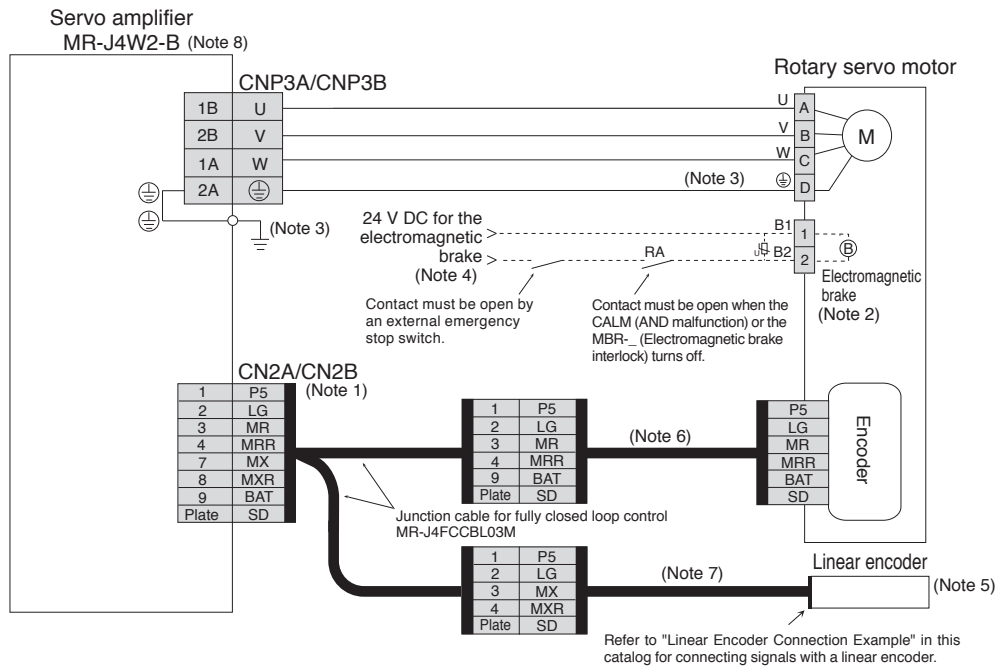 Servo amplifier
MR-J4W2-B (Note 8)
CNP3A/CNP3B
1B U
2B V
1A W
2A
(Note 3)
Rotary servo motor
U A
V B
W C
(Note 3) D
M
24 V DC for the
electromagnetic
brake
(Note 4)
RA
B1 1
U B2 2
B
Electromagnetic
brake
(Note 2)
Contact must be open by
an external emergency
stop switch.
Contact must be open when the
CALM (AND malfunction) or the
MBR-_ (Electromagnetic brake
interlock) turns off.
CN2A/CN2B
(Note 1)
1 P5
2 LG
3 MR
4 MRR
7 MX
8 MXR
9 BAT
Plate SD
1 P5
2 LG
3 MR
4 MRR
9 BAT
Plate SD
(Note 6)
P5
LG
MR
MRR
BAT
SD
Encoder
Junction cable for fully closed loop control
MR-J4FCCBL03M
1 P5
2 LG
3 MX
4 MXR
Plate SD
(Note 7)
Linear encoder
(Note 5)
Refer to "Linear Encoder Connection Example" in this
catalog for connecting signals with a linear encoder.